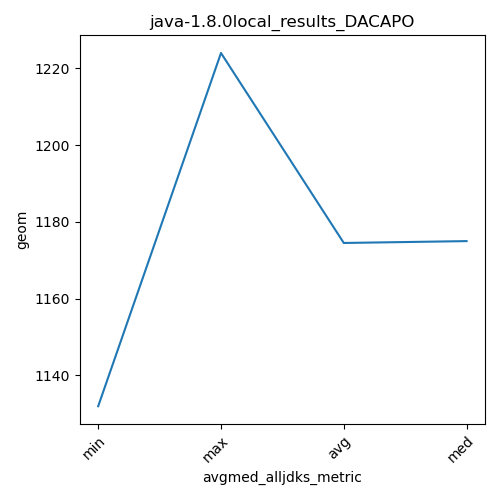 java-1.8.0local_results_DACAPO
geom
1220
1200
1180
1160
1140
min
max
avg
med
avgmed_alljdks_metric